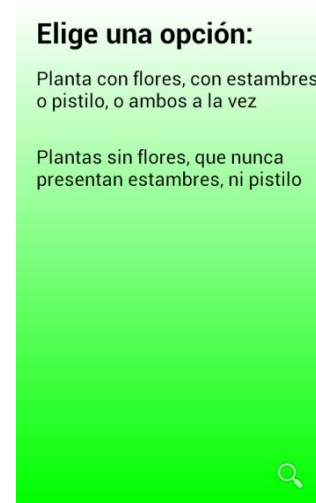 Elige una opción:
Planta con flores, con estambres
o pistilo, o ambos a la vez
Plantas sin flores, que nunca
presentan estambres, ni pistilo